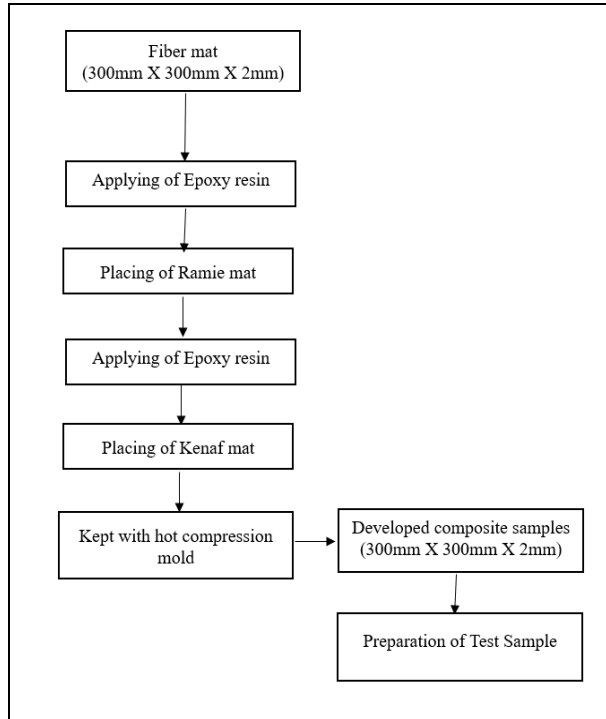 Fiber mat
(300mm X 300mm X 2mm)
Applying of Epoxy resin
Placing of Ramie mat
Applying of Epoxy resin
Placing of Kenaf mat
Kept with hot compression
mold
Developed composite samples
(300mm X 300mm X 2mm)
Preparation of Test Sample